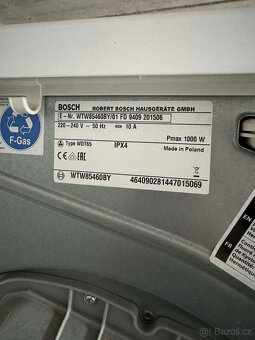 BOSCH ROBERT BOSCH HAUSGERÄTE GMBH
E-Nr. WTW85460BY/01 FD 9409 201506
220-240 V ~ 50 Hz 10 A
Pmax 1000 W
Type WDT65 IPX4 Made in Poland
WTW85460BY 464090281447015069
F-Gas
FR
Bazos.cz